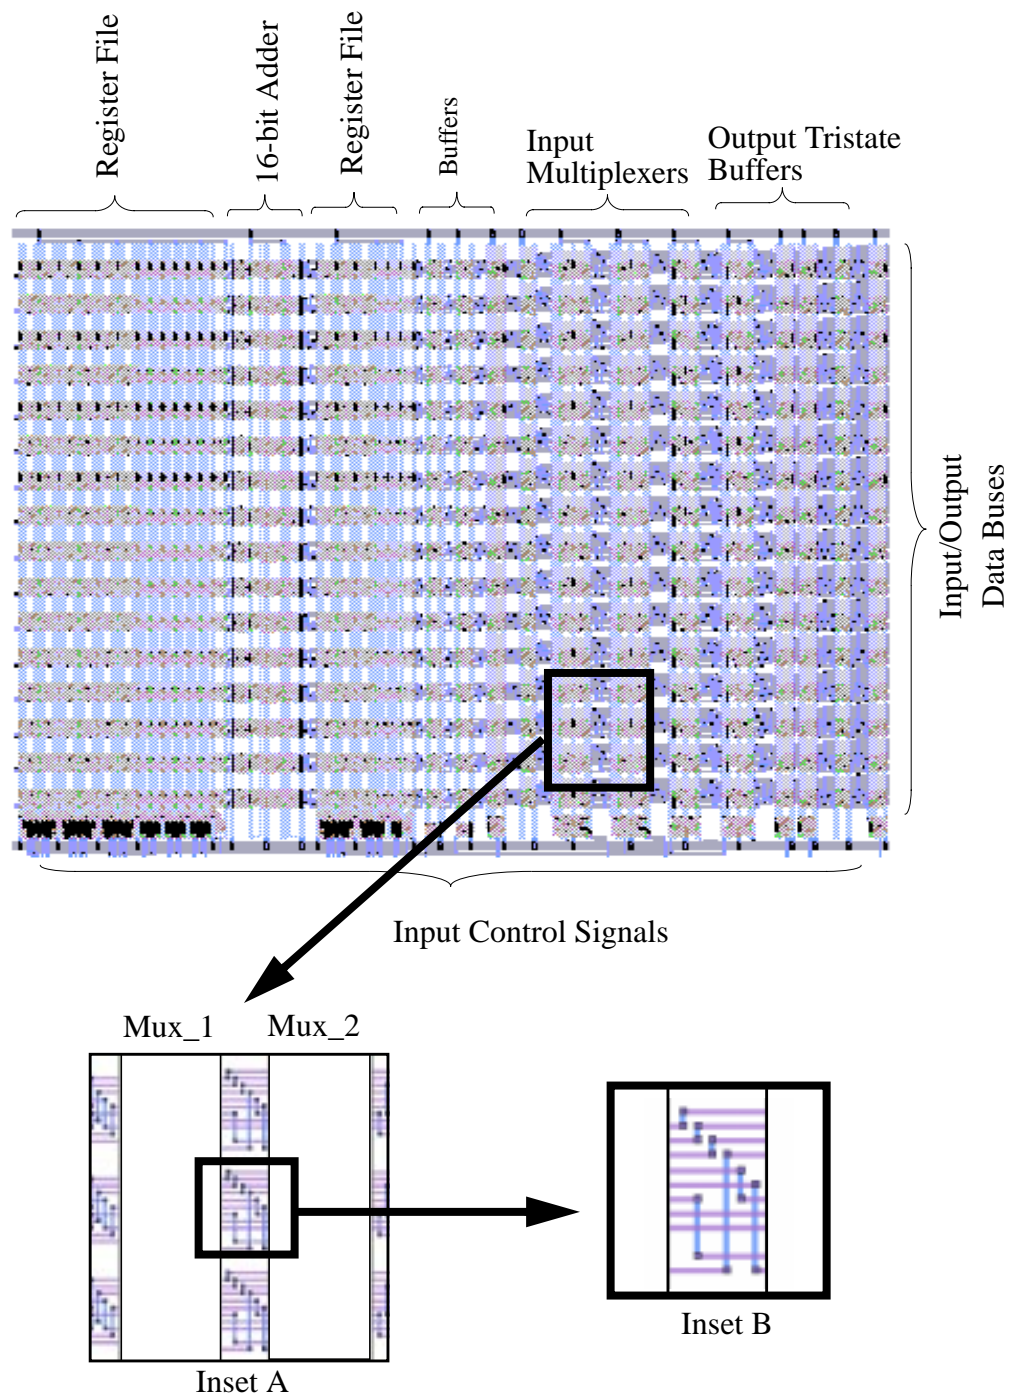 Register File
16-bit Adder
Register File
Buffers
Input
Multiplexers
Output Tristate
Buffers
Input/Output
Data Buses
Input Control Signals
Mux_1
Mux_2
Inset A
Inset B